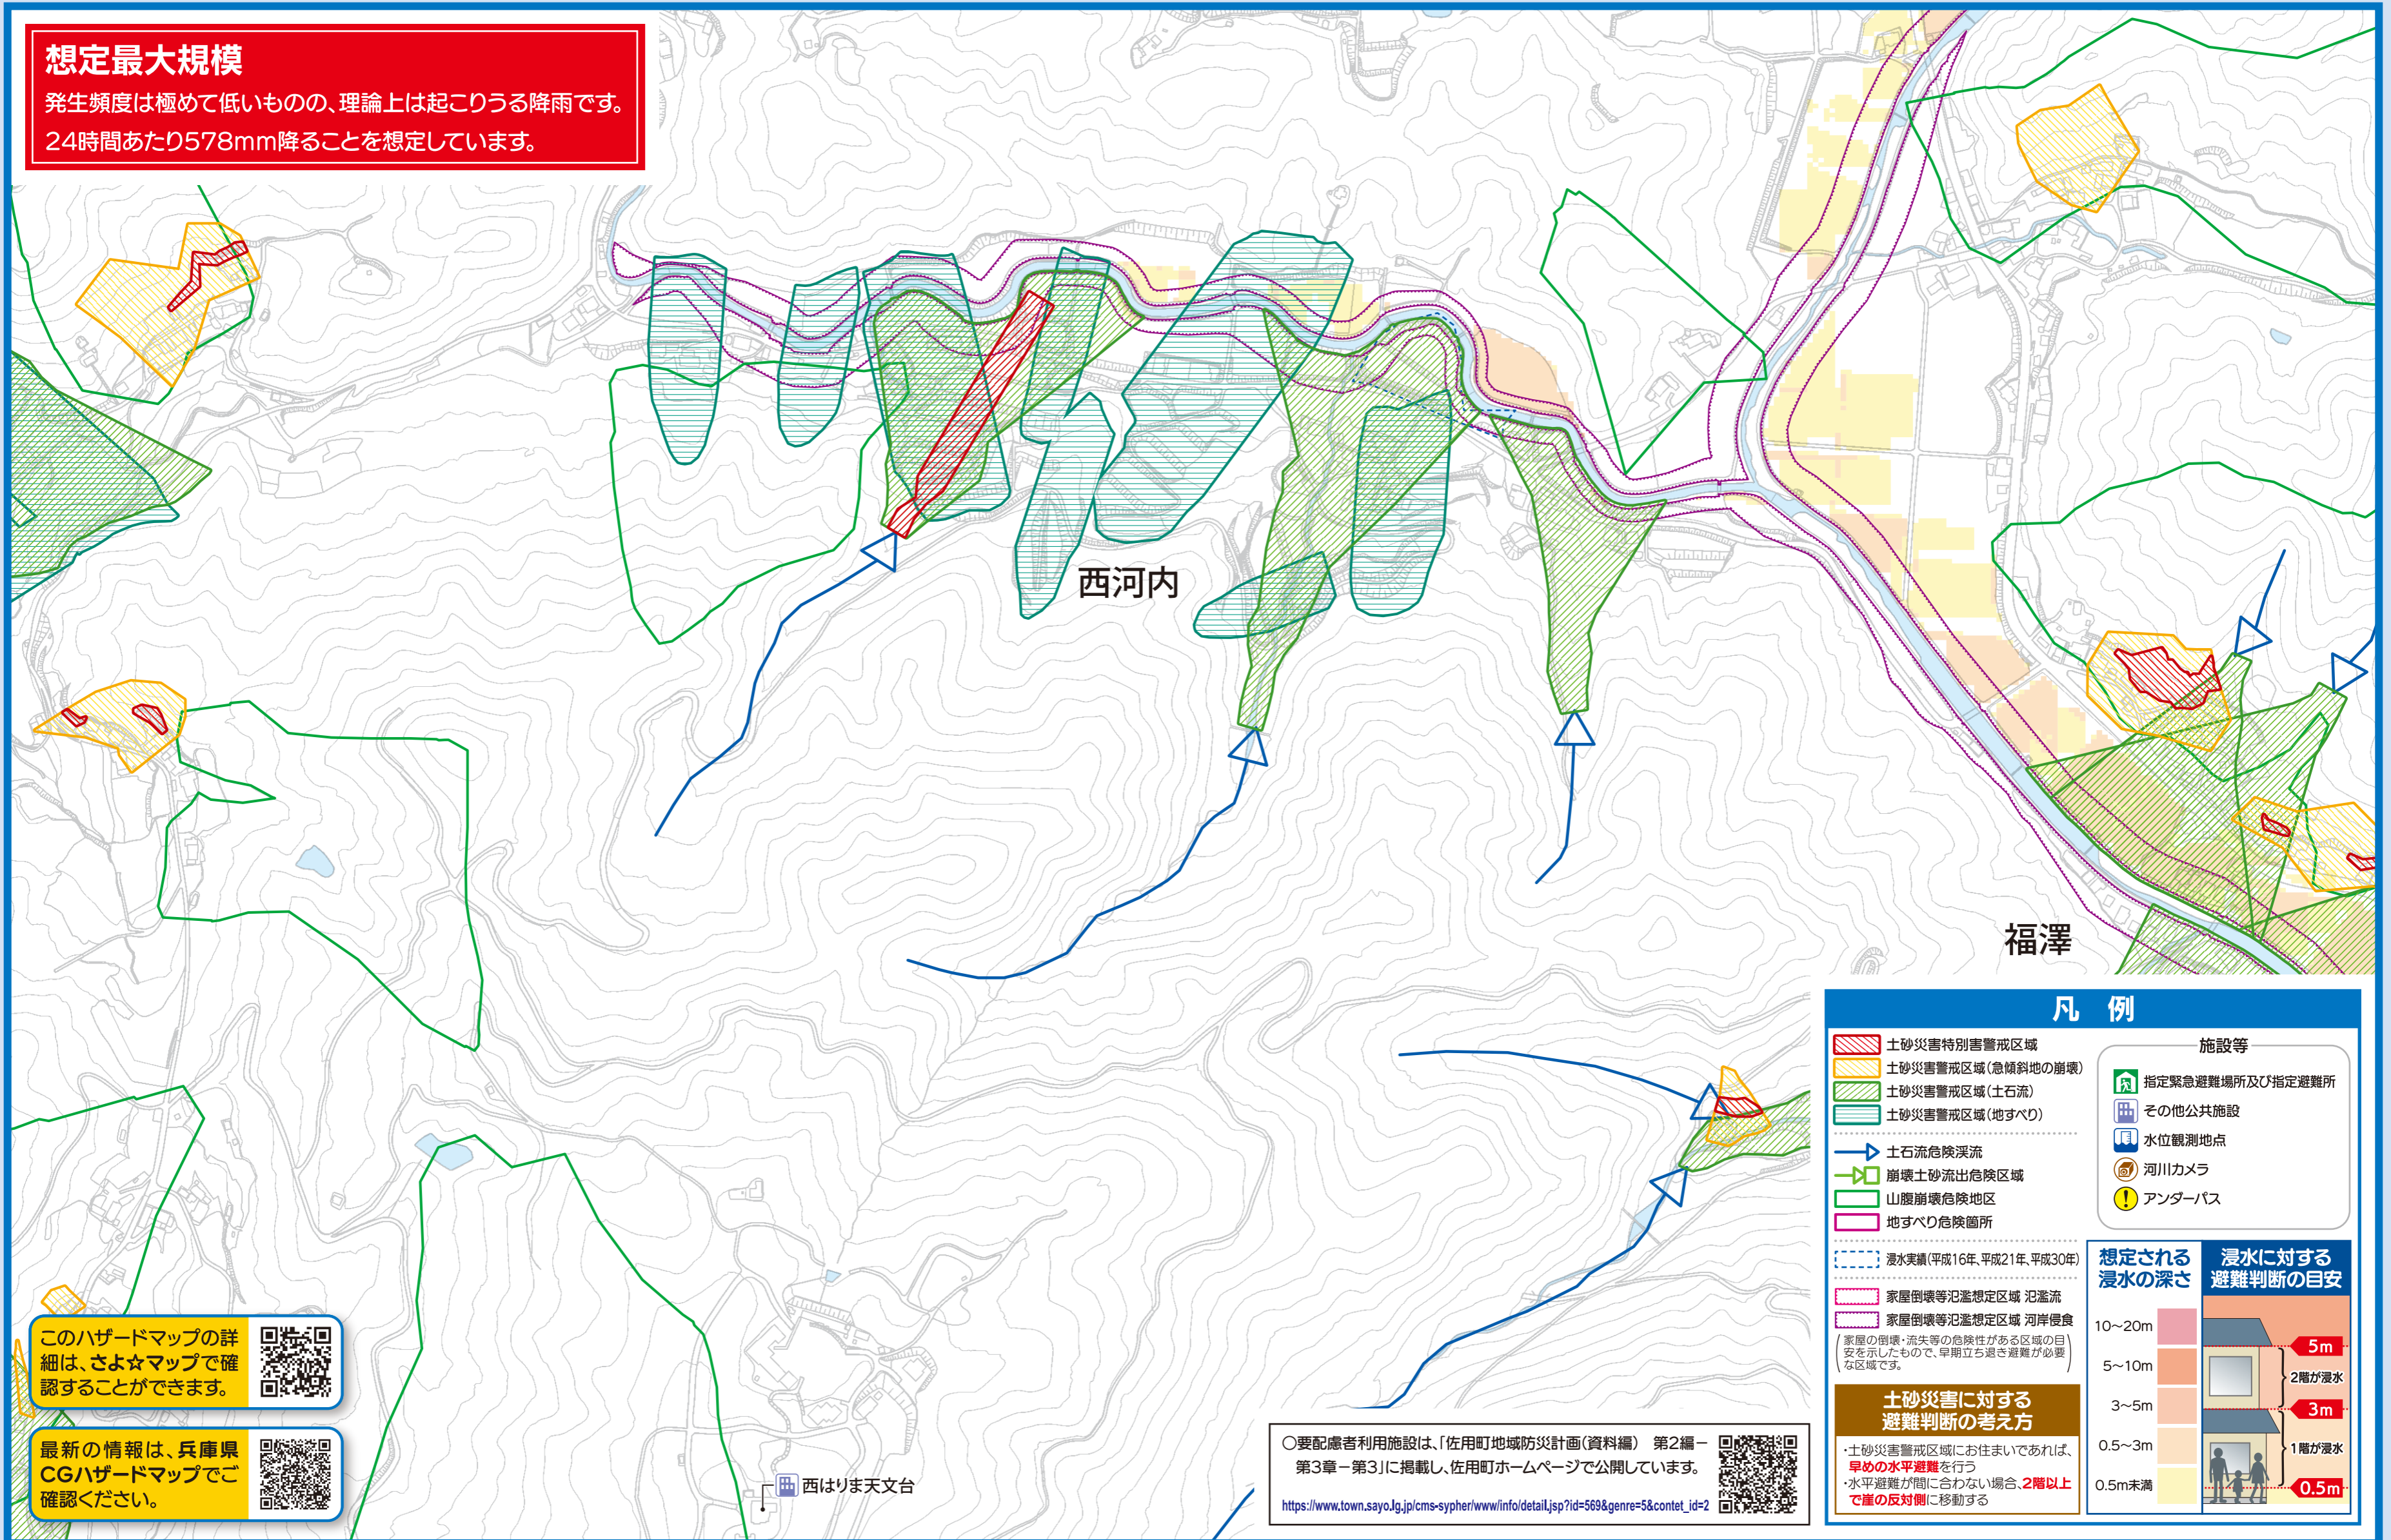 想定最大規模
発生頻度は極めて低いものの、理論上は起こりうる降雨です。
24時間あたり578mm降ることを想定しています。
西河内
福澤
西はりま天文台
このハザードマップの詳
細は、さよ☆マップで確
認することができます。
最新の情報は、兵庫県
CGハザードマップでご
確認ください。
○要配慮者利用施設は、「佐用町地域防災計画(資料編)　第2編−
第3章−第3」に掲載し、佐用町ホームページで公開しています。
https://www.town.sayo.lg.jp/cms-sypher/www/info/detail.jsp?id=569&genre=5&contet_id=2
凡　例
土砂災害特別害警戒区域
土砂災害警戒区域(急傾斜地の崩壊)
土砂災害警戒区域(土石流)
土砂災害警戒区域(地すべり)
土石流危険渓流
崩壊土砂流出危険区域
山腹崩壊危険地区
地すべり危険箇所
浸水実績(平成16年、平成21年、平成30年)
家屋倒壊等氾濫想定区域 氾濫流
家屋倒壊等氾濫想定区域 河岸侵食
(家屋の倒壊・流失等の危険性がある区域の目
安を示したもので、早期立ち退き避難が必要
な区域です。)
土砂災害に対する
避難判断の考え方
・土砂災害警戒区域にお住まいであれば、
早めの水平避難を行う
・水平避難が間に合わない場合、2階以上
で崖の反対側に移動する
施設等
指定緊急避難場所及び指定避難所
その他公共施設
水位観測地点
河川カメラ
アンダーパス
想定される
浸水の深さ
10〜20m
5〜10m
3〜5m
0.5〜3m
0.5m未満
浸水に対する
避難判断の目安
5m
2階が浸水
3m
1階が浸水
0.5m